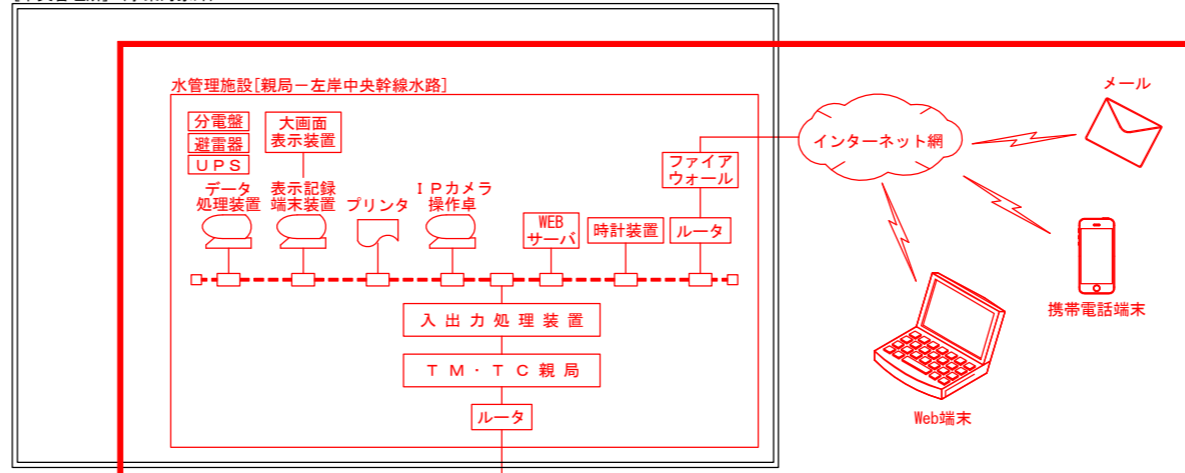 水管理施設[親局－左岸中央幹線水路]
分電盤
避雷器
ＵＰＳ
大画面
表示装置
データ
処理装置
表示記録
端末装置
プリンタ
ＩＰカメラ
操作卓
WEB
サーバ
時計装置
ルータ
ファイア
ウォール
インターネット網
メール
携帯電話端末
Web端末
入出力処理装置
ＴＭ・ＴＣ親局
ルータ